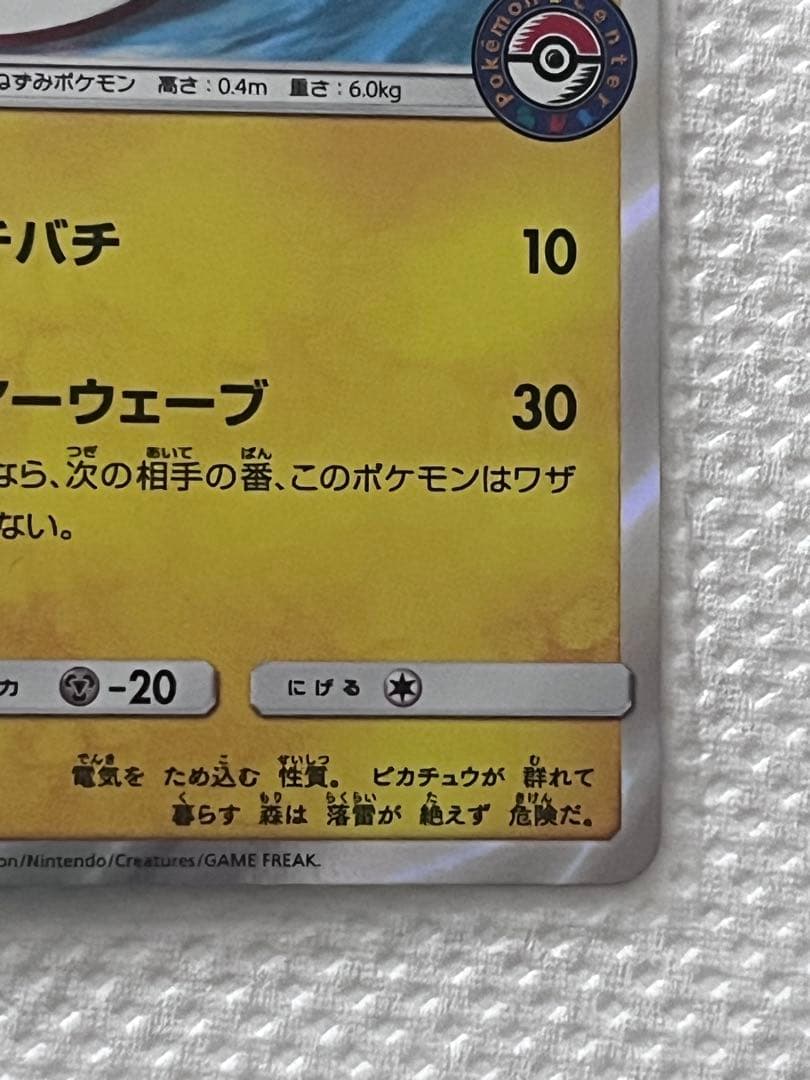 ねずみポケモン 高さ：0.4m 重さ：6.0kg
Pokémon Center
チバチ 10
アーウェーブ 30
なら、次の相手の番、このポケモンはワザ
ない。
力 -20
にげる
電気を ため込む 性質。 ピカチュウが 群れて
暮らす 森は 落雷が 絶えず 危険だ。
on/Nintendo/Creatures/GAME FREAK.